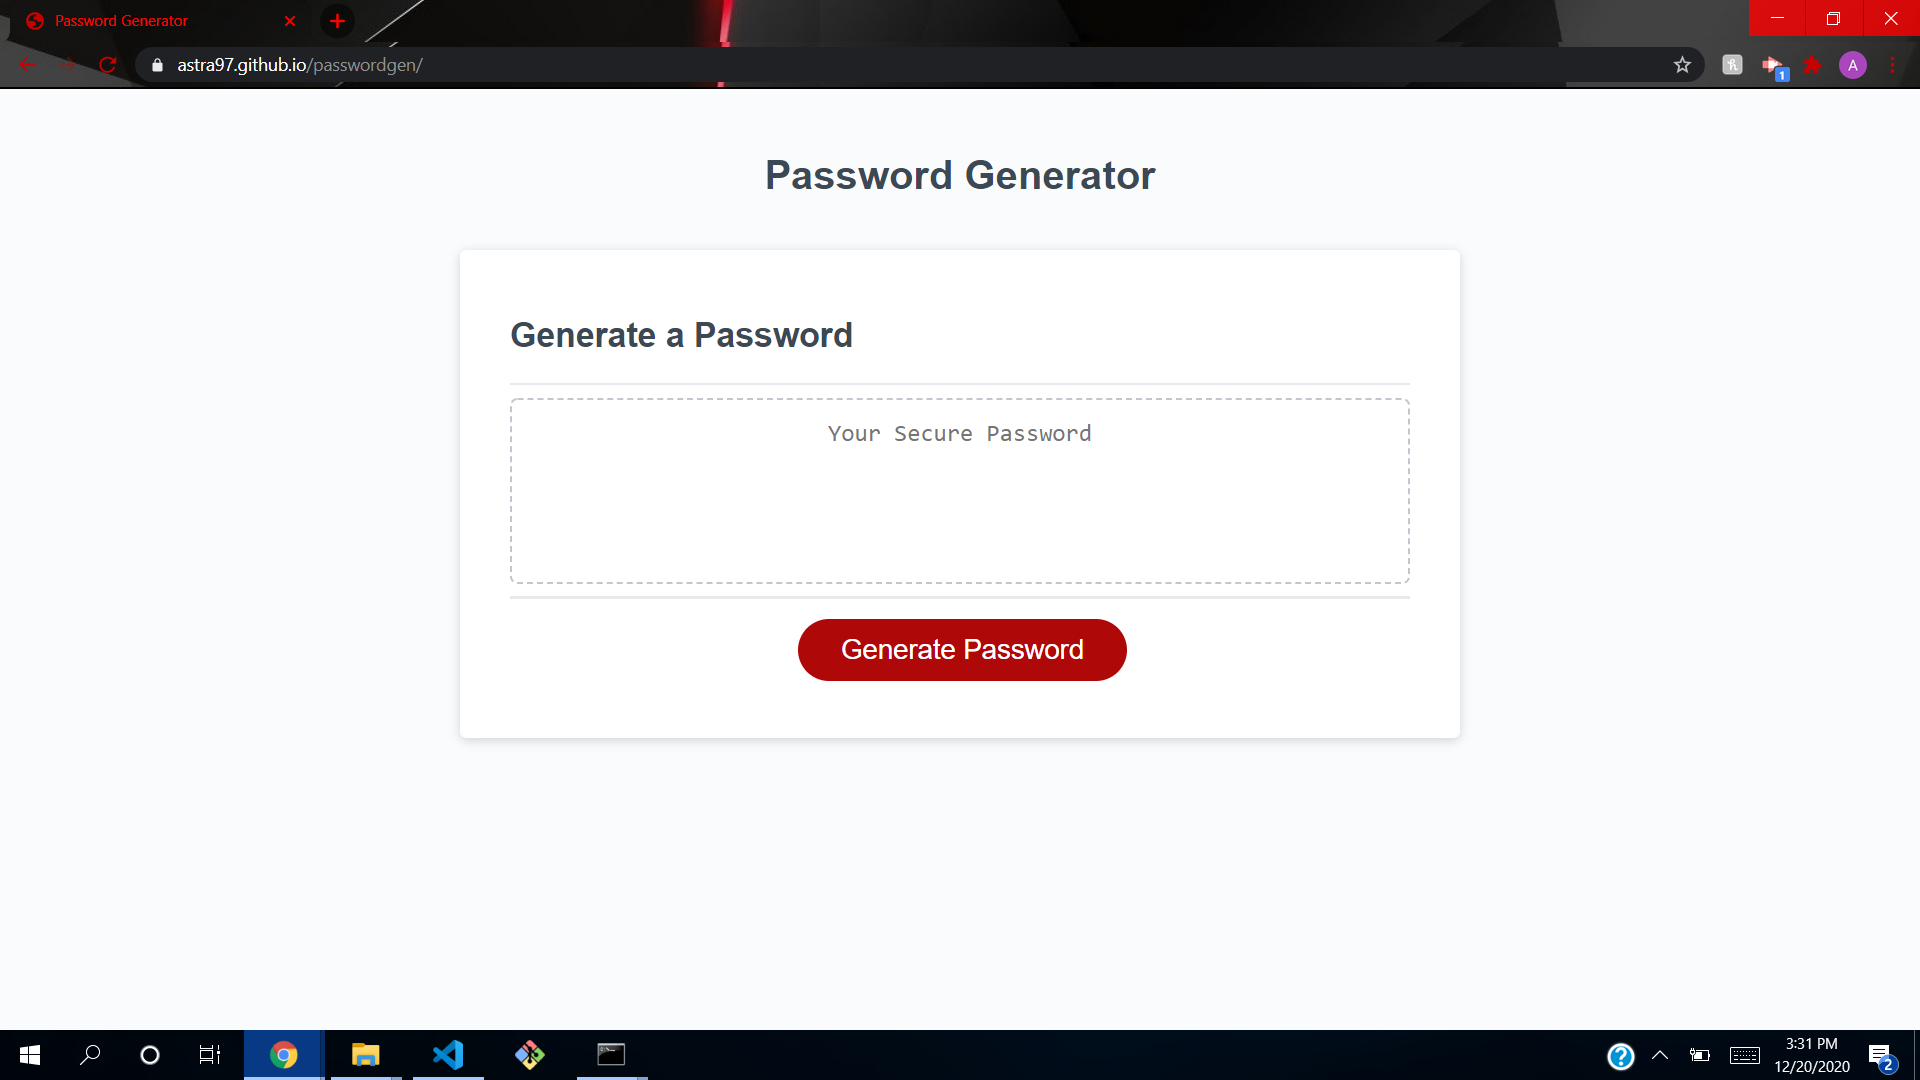 Password Generator
astra97.github.io/passwordgen/
1
A
Password Generator
Generate a Password
Your Secure Password
Generate Password
3:31 PM
12/20/2020
2